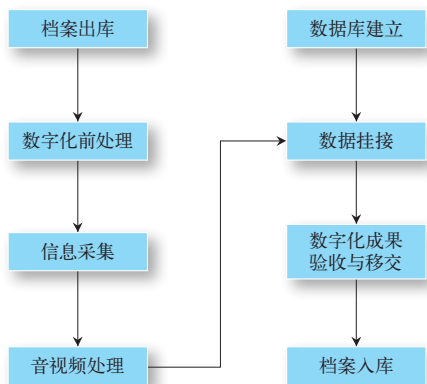 档案出库
数字化前处理
信息采集
音视频处理
数据库建立
数据挂接
数字化成果
验收与移交
档案入库